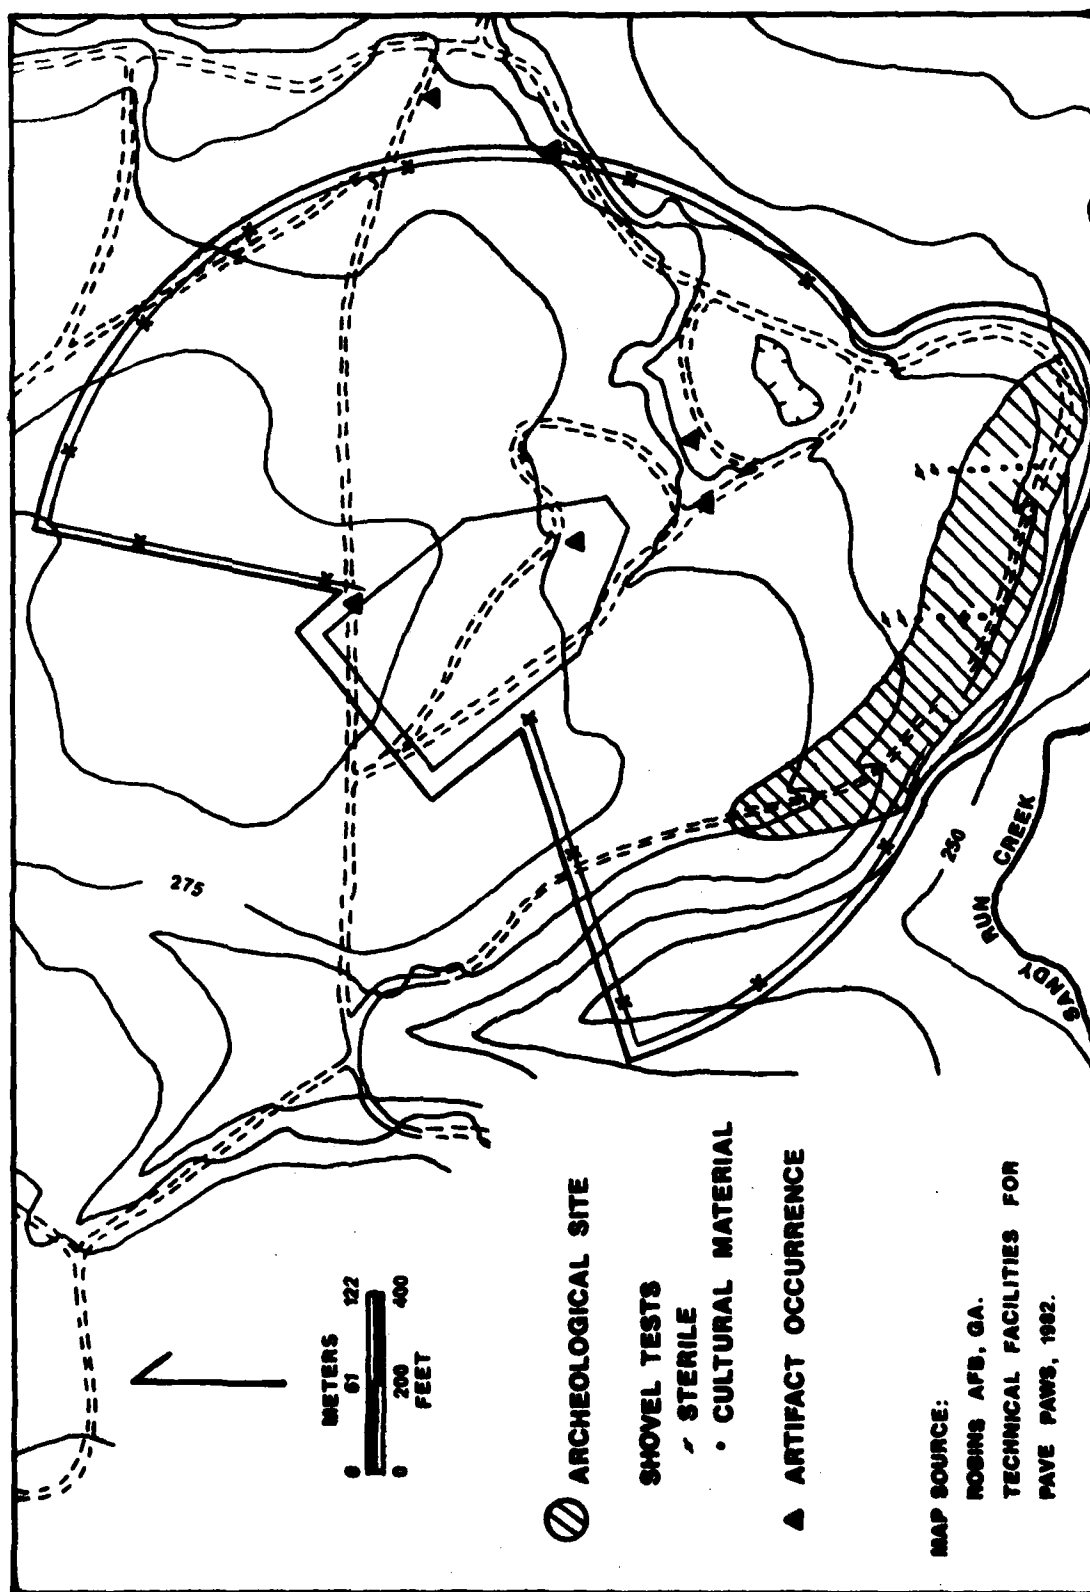 275
250
SANDY RUN CREEK
METERS
0 61 122
0 200 400
FEET
ARCHEOLOGICAL SITE
SHOVEL TESTS
STERILE
CULTURAL MATERIAL
ARTIFACT OCCURRENCE
MAP SOURCE:
ROBINS AFB, GA.
TECHNICAL FACILITIES FOR
PAVE PAWS, 1982.